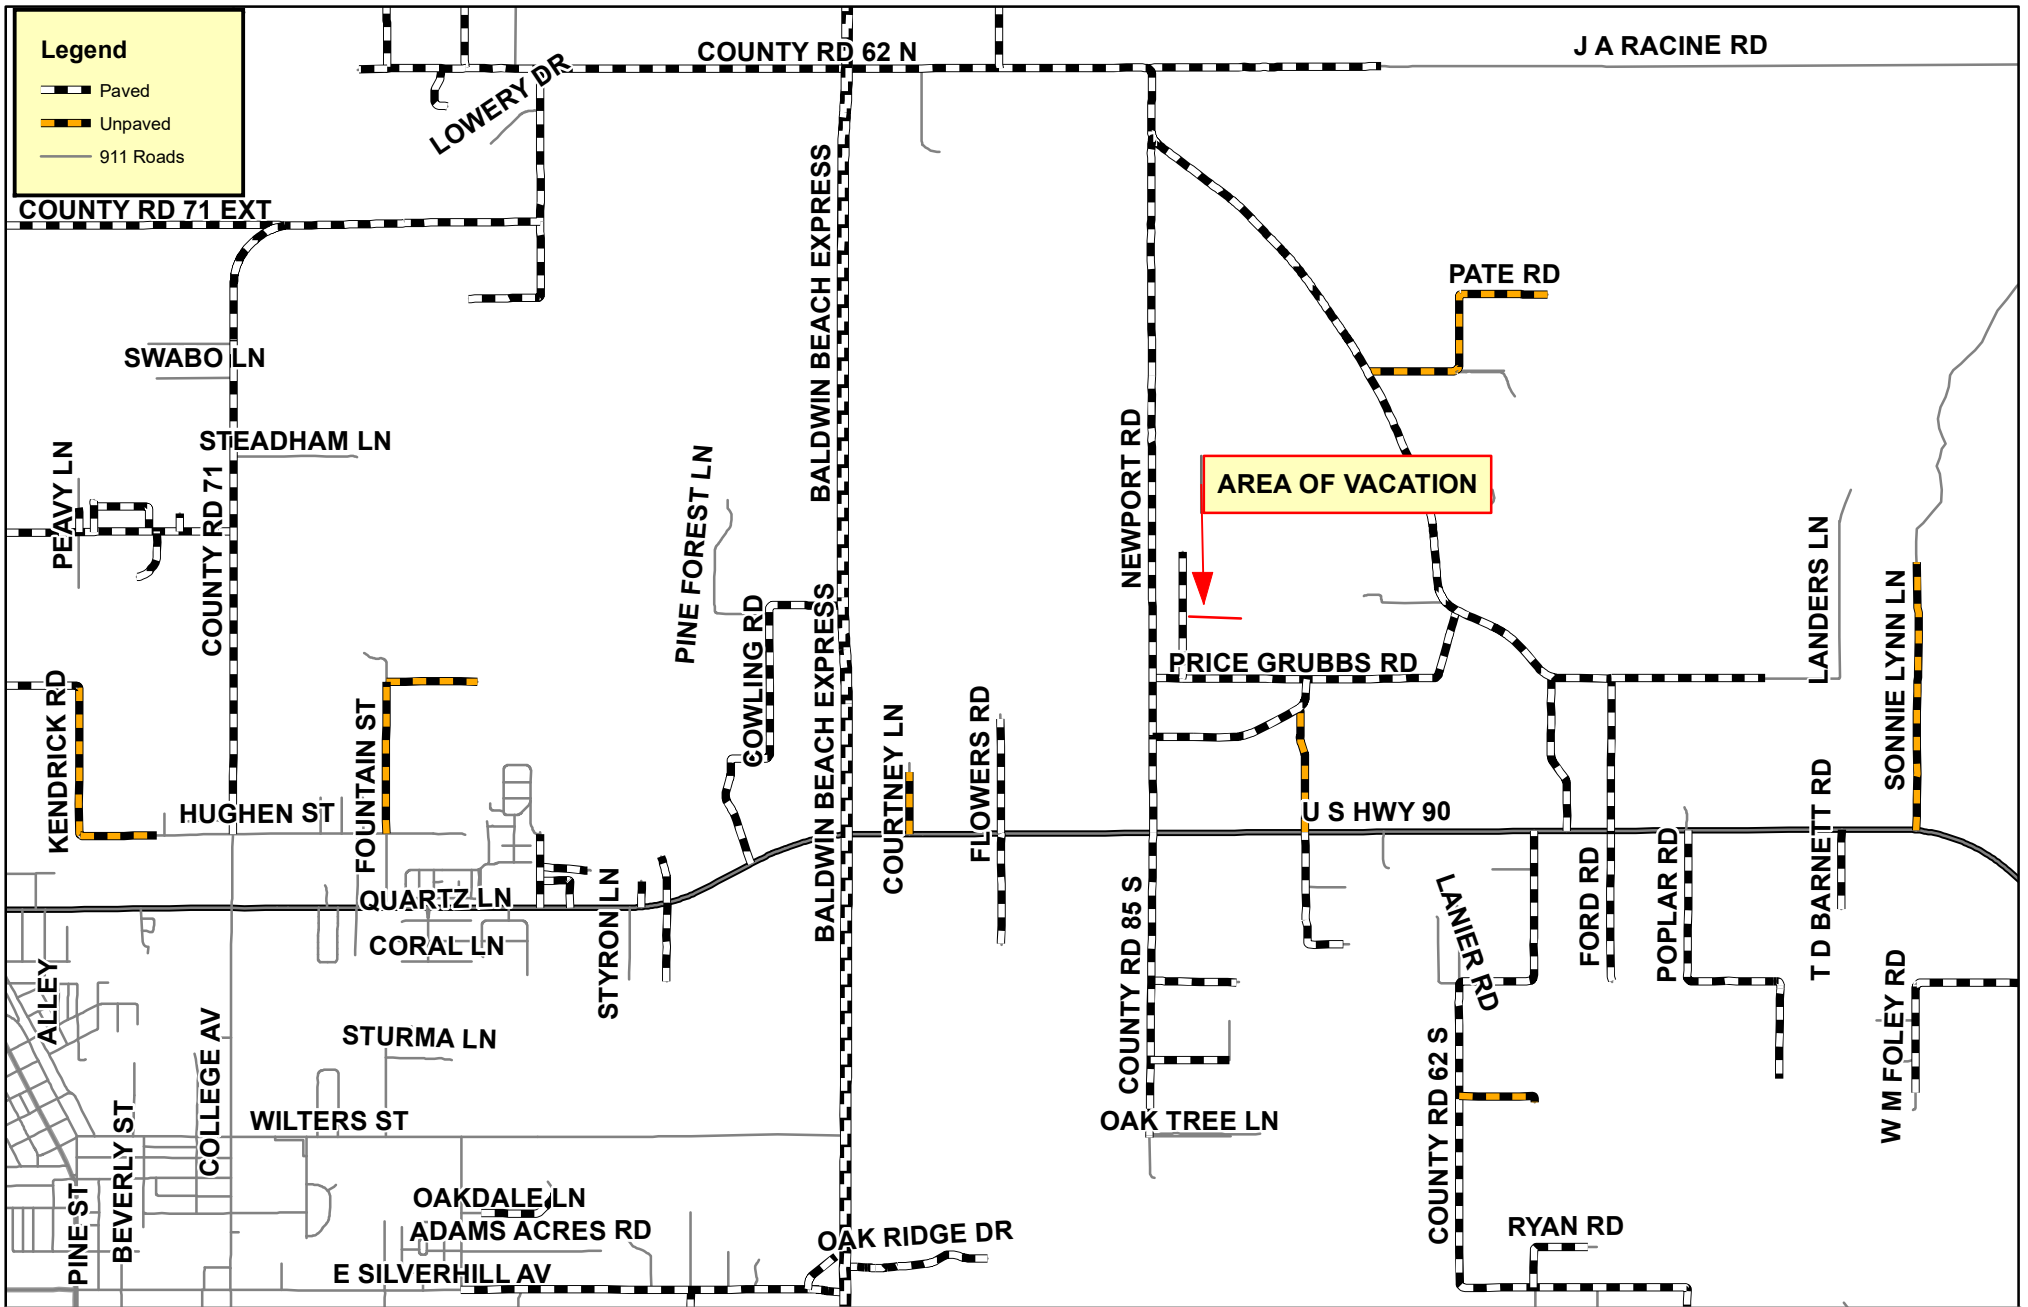 Legend
Paved
Unpaved
911 Roads
COUNTY RD 62 N
J A RACINE RD
LOWERY DR
COUNTY RD 71 EXT
BALDWIN BEACH EXPRESS
PATE RD
SWABO LN
STEADHAM LN
PEAVY LN
COUNTY RD 71
PINE FOREST LN
NEWPORT RD
AREA OF VACATION
LANDERS LN
SONNIE LYNN LN
COWLING RD
BALDWIN BEACH EXPRESS
PRICE GRUBBS RD
KENDRICK RD
FOUNTAIN ST
COURTNEY LN
FLOWERS RD
HUGHEN ST
U S HWY 90
T D BARNETT RD
QUARTZ LN
CORAL LN
STYRON LN
COUNTY RD 85 S
LANIER RD
FORD RD
POPLAR RD
W M FOLEY RD
ALLEY
COLLEGE AV
STURMA LN
COUNTY RD 62 S
WILTERS ST
OAK TREE LN
BEVERLY ST
PINE ST
OAKDALE LN
ADAMS ACRES RD
OAK RIDGE DR
RYAN RD
E SILVERHILL AV